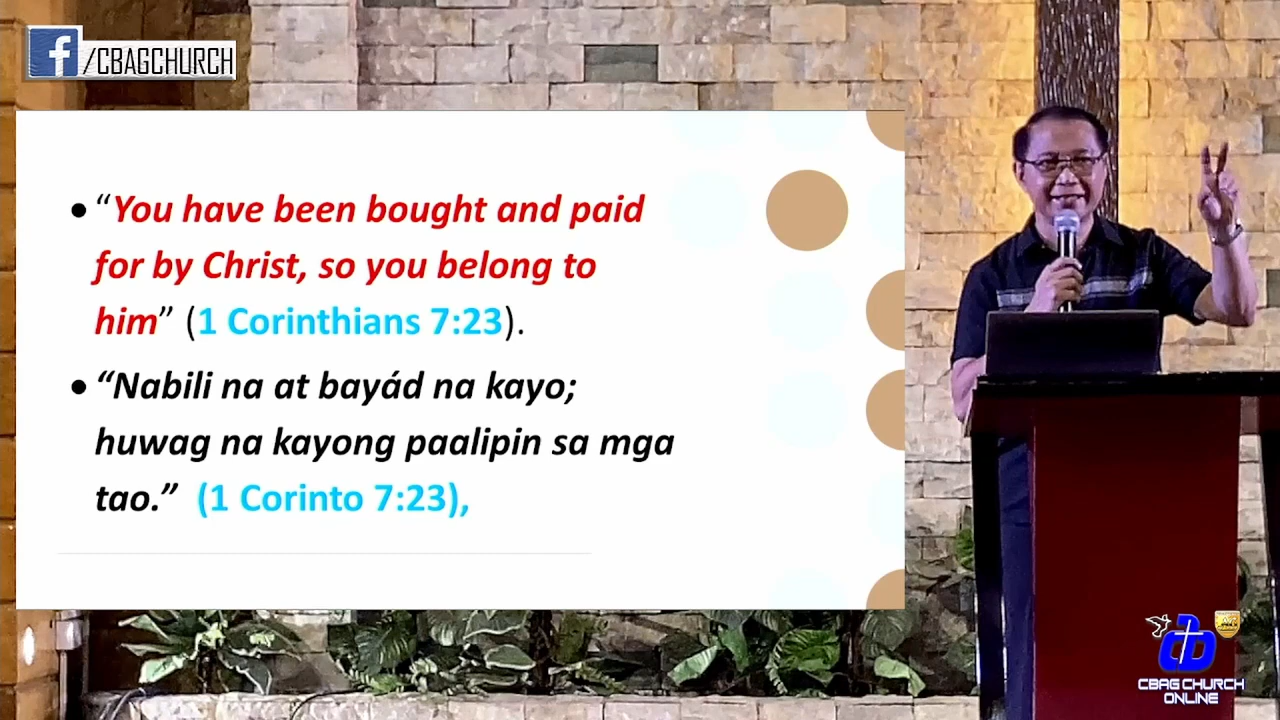 f/CBAGCHURCH
• “You have been bought and paid
for by Christ, so you belong to
him” (1 Corinthians 7:23).
• “Nabili na at bayád na kayo;
huwag na kayong paalipin sa mga
tao.” (1 Corinto 7:23),
CBAG CHURCH
ONLINE